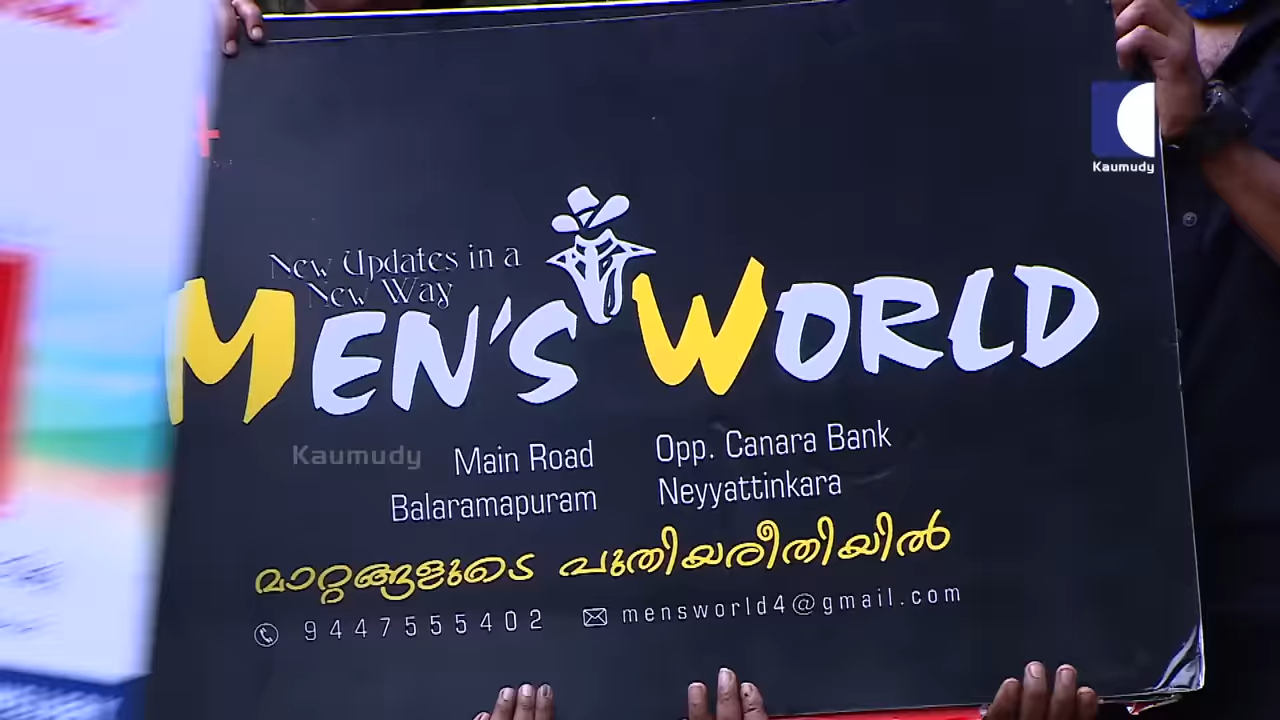 Kaumudy
New Updates in a
New Way
MEN'S WORLD
Kaumudy
Main Road
Balaramapuram
Opp. Canara Bank
Neyyattinkara
മാറ്റങ്ങളുടെ പുതിയരീതിയിൽ
9447555402 mensworld4@gmail.com